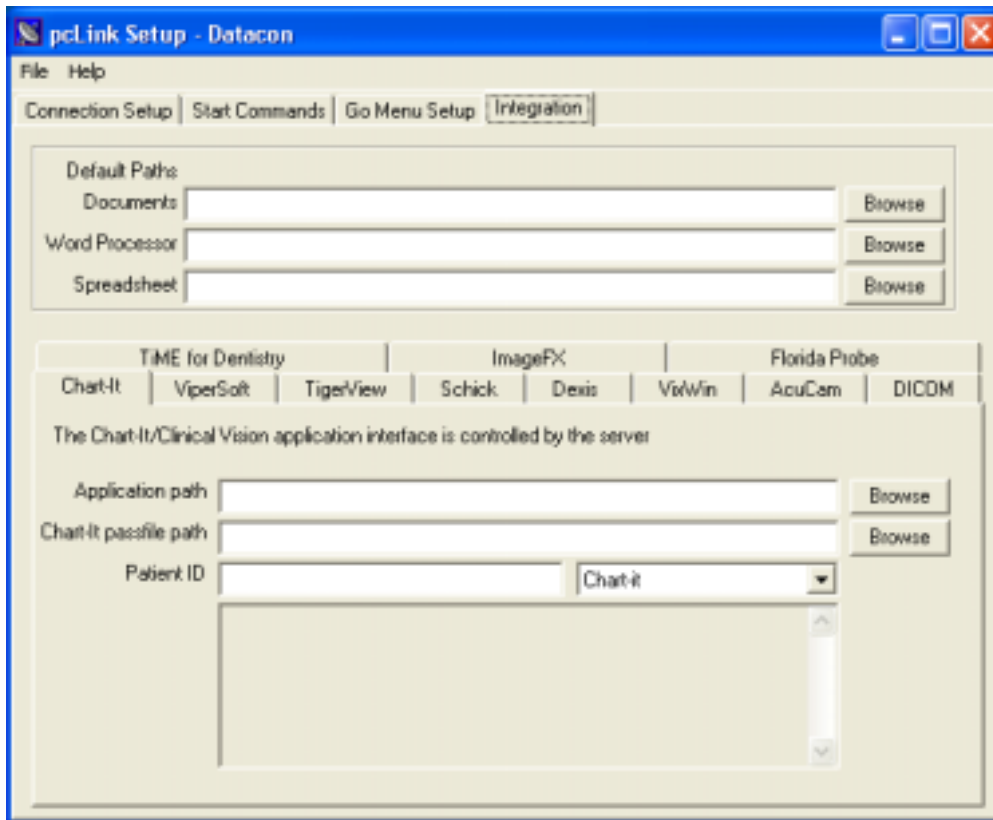 pcLink Setup - Datacon
File Help
Connection Setup Start Commands Go Menu Setup Integration
Default Paths
Documents Browse
Word Processor Browse
Spreadsheet Browse
TiME for Dentistry ImageFX Florida Probe
Chart-It ViperSoft TigerView Schick Dexis VixWin AcuCam DICOM
The Chart-It/Clinical Vision application interface is controlled by the server
Application path Browse
Chart-It passfile path Browse
Patient ID Chart-it